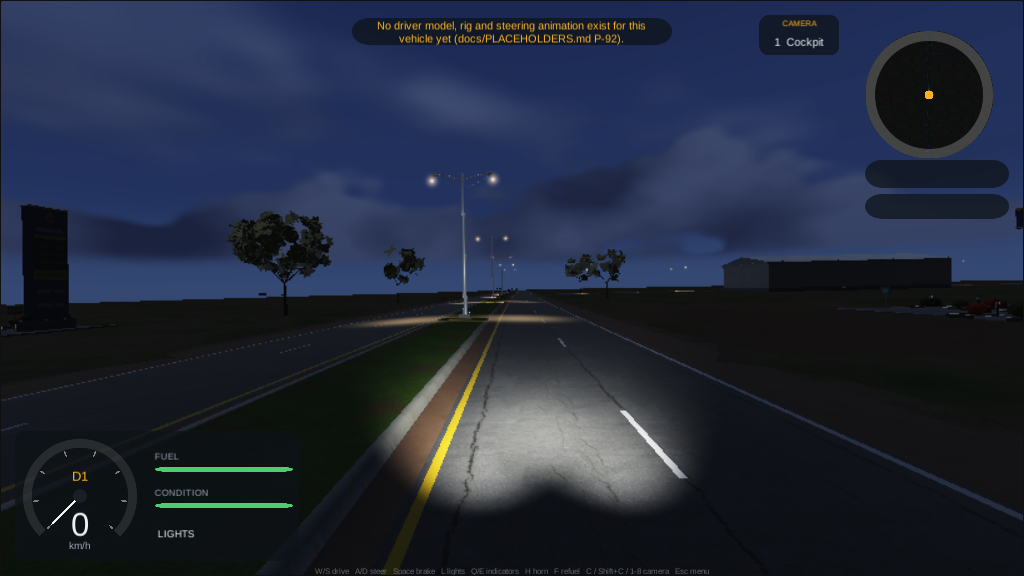 No driver model, rig and steering animation exist for this
vehicle yet (docs/PLACEHOLDERS.md P-92).
CAMERA
1 Cockpit
FUEL
D1
CONDITION
0
LIGHTS
km/h
W/S drive A/D steer Space brake L lights Q/E indicators H horn F refuel C / Shift+C / 1-8 camera Esc menu